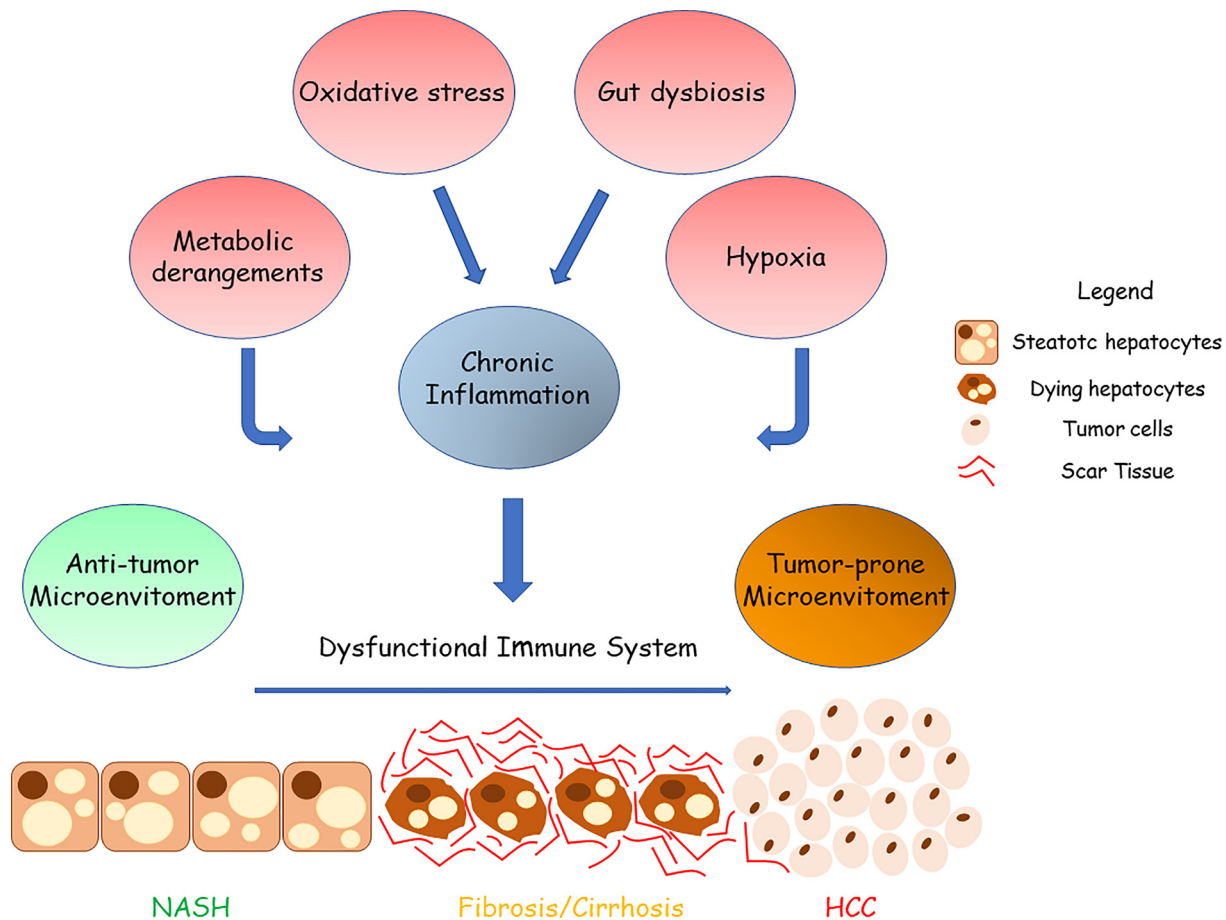 Oxidative stress
Gut dysbiosis
Metabolic
derangements
Hypoxia
Chronic
Inflammation
Legend
Steatotc hepatocytes
Dying hepatocytes
Tumor cells
Scar Tissue
Anti-tumor
Microenvitoment
Tumor-prone
Microenvitoment
Dysfunctional Immune System
NASH
Fibrosis/Cirrhosis
HCC